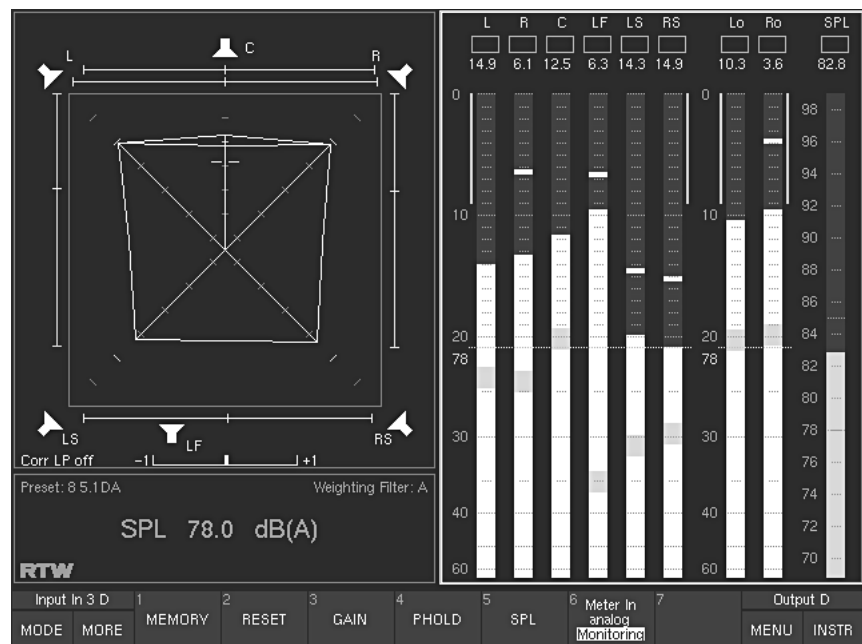 L R C LF LS RS Lo Ro SPL
14.9 6.1 12.5 6.3 14.3 14.9 10.3 3.6 82.8
L C R
0 0
98
96
94
92
10 10
90
88
86
20 20
84
78 78
82
80
30 30
78
76
40 40
74
72
60 60
70
LS LF RS
Corr LP off -1 +1
Preset: 8 5.1DA Weighting Filter: A
SPL 78.0 dB(A)
RTW
Input In 3 D
MODE MORE
1 MEMORY
2 RESET
3 GAIN
4 PHOLD
5 SPL
6 Meter In
analog
Monitoring
7
Output D
MENU INSTR